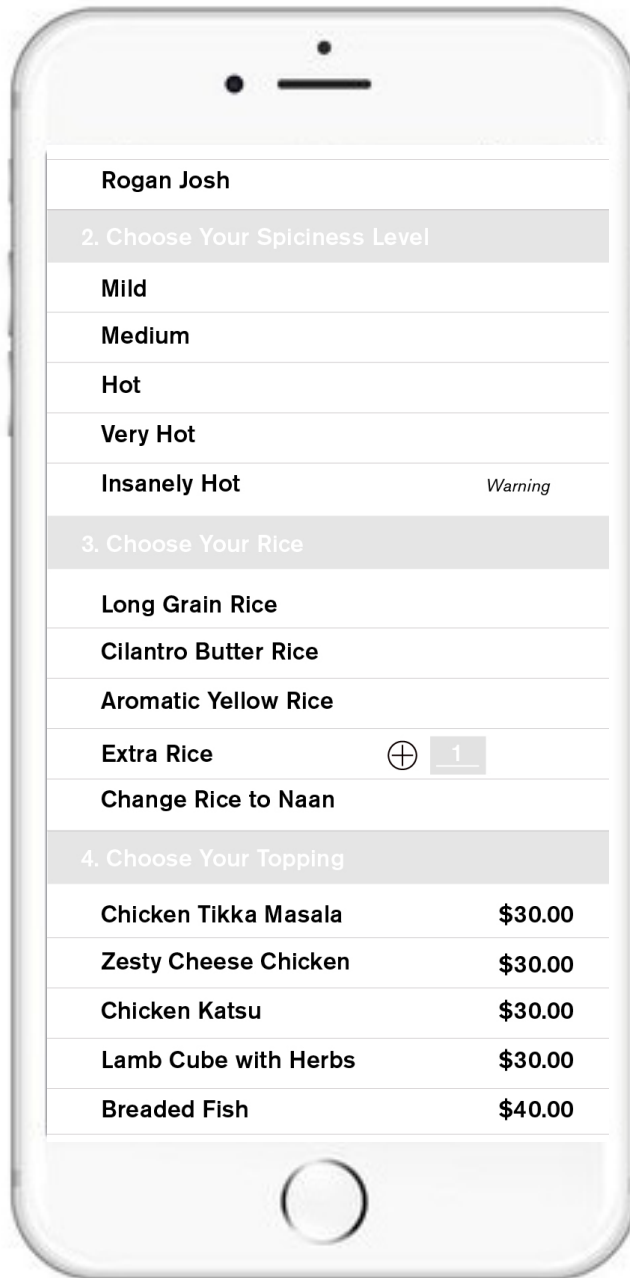 Rogan Josh
2. Choose Your Spiciness Level
Mild
Medium
Hot
Very Hot
Insanely Hot Warning
3. Choose Your Rice
Long Grain Rice
Cilantro Butter Rice
Aromatic Yellow Rice
Extra Rice 1
Change Rice to Naan
4. Choose Your Topping
Chicken Tikka Masala $30.00
Zesty Cheese Chicken $30.00
Chicken Katsu $30.00
Lamb Cube with Herbs $30.00
Breaded Fish $40.00